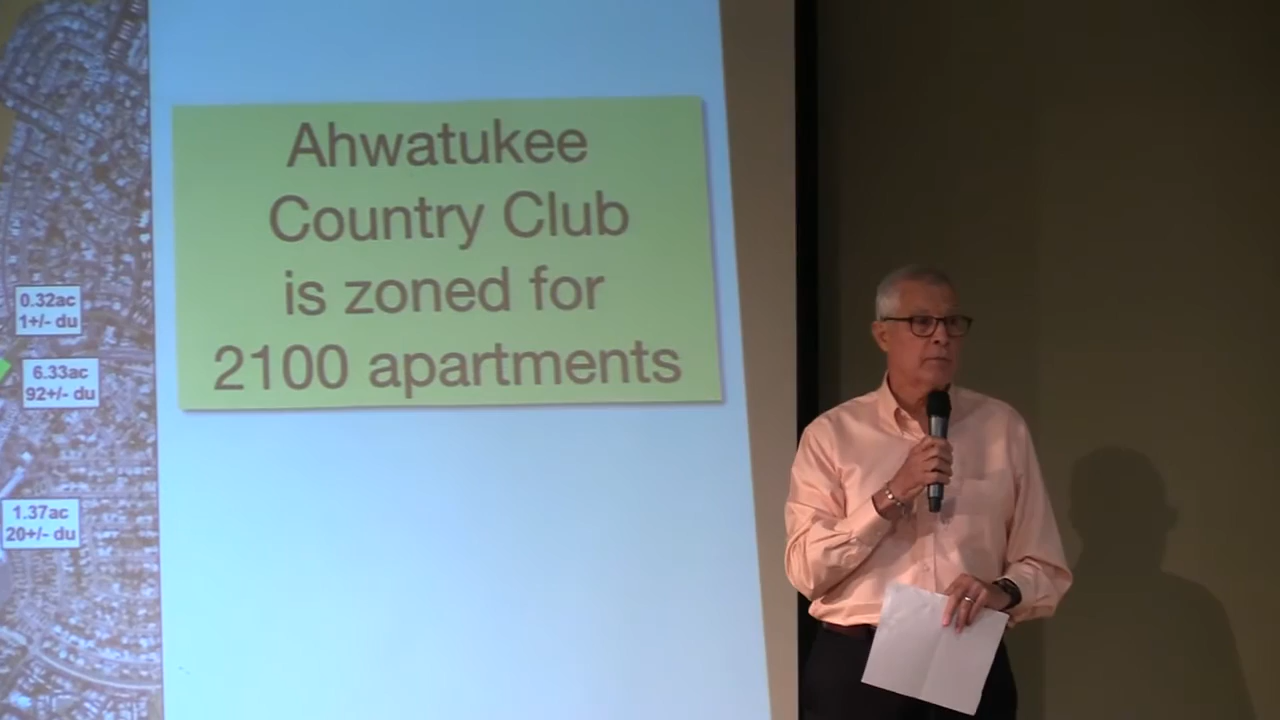 Ahwatukee
Country Club
is zoned for
2100 apartments
0.32ac
1+/- du
6.33ac
92+/- du
1.37ac
20+/- du